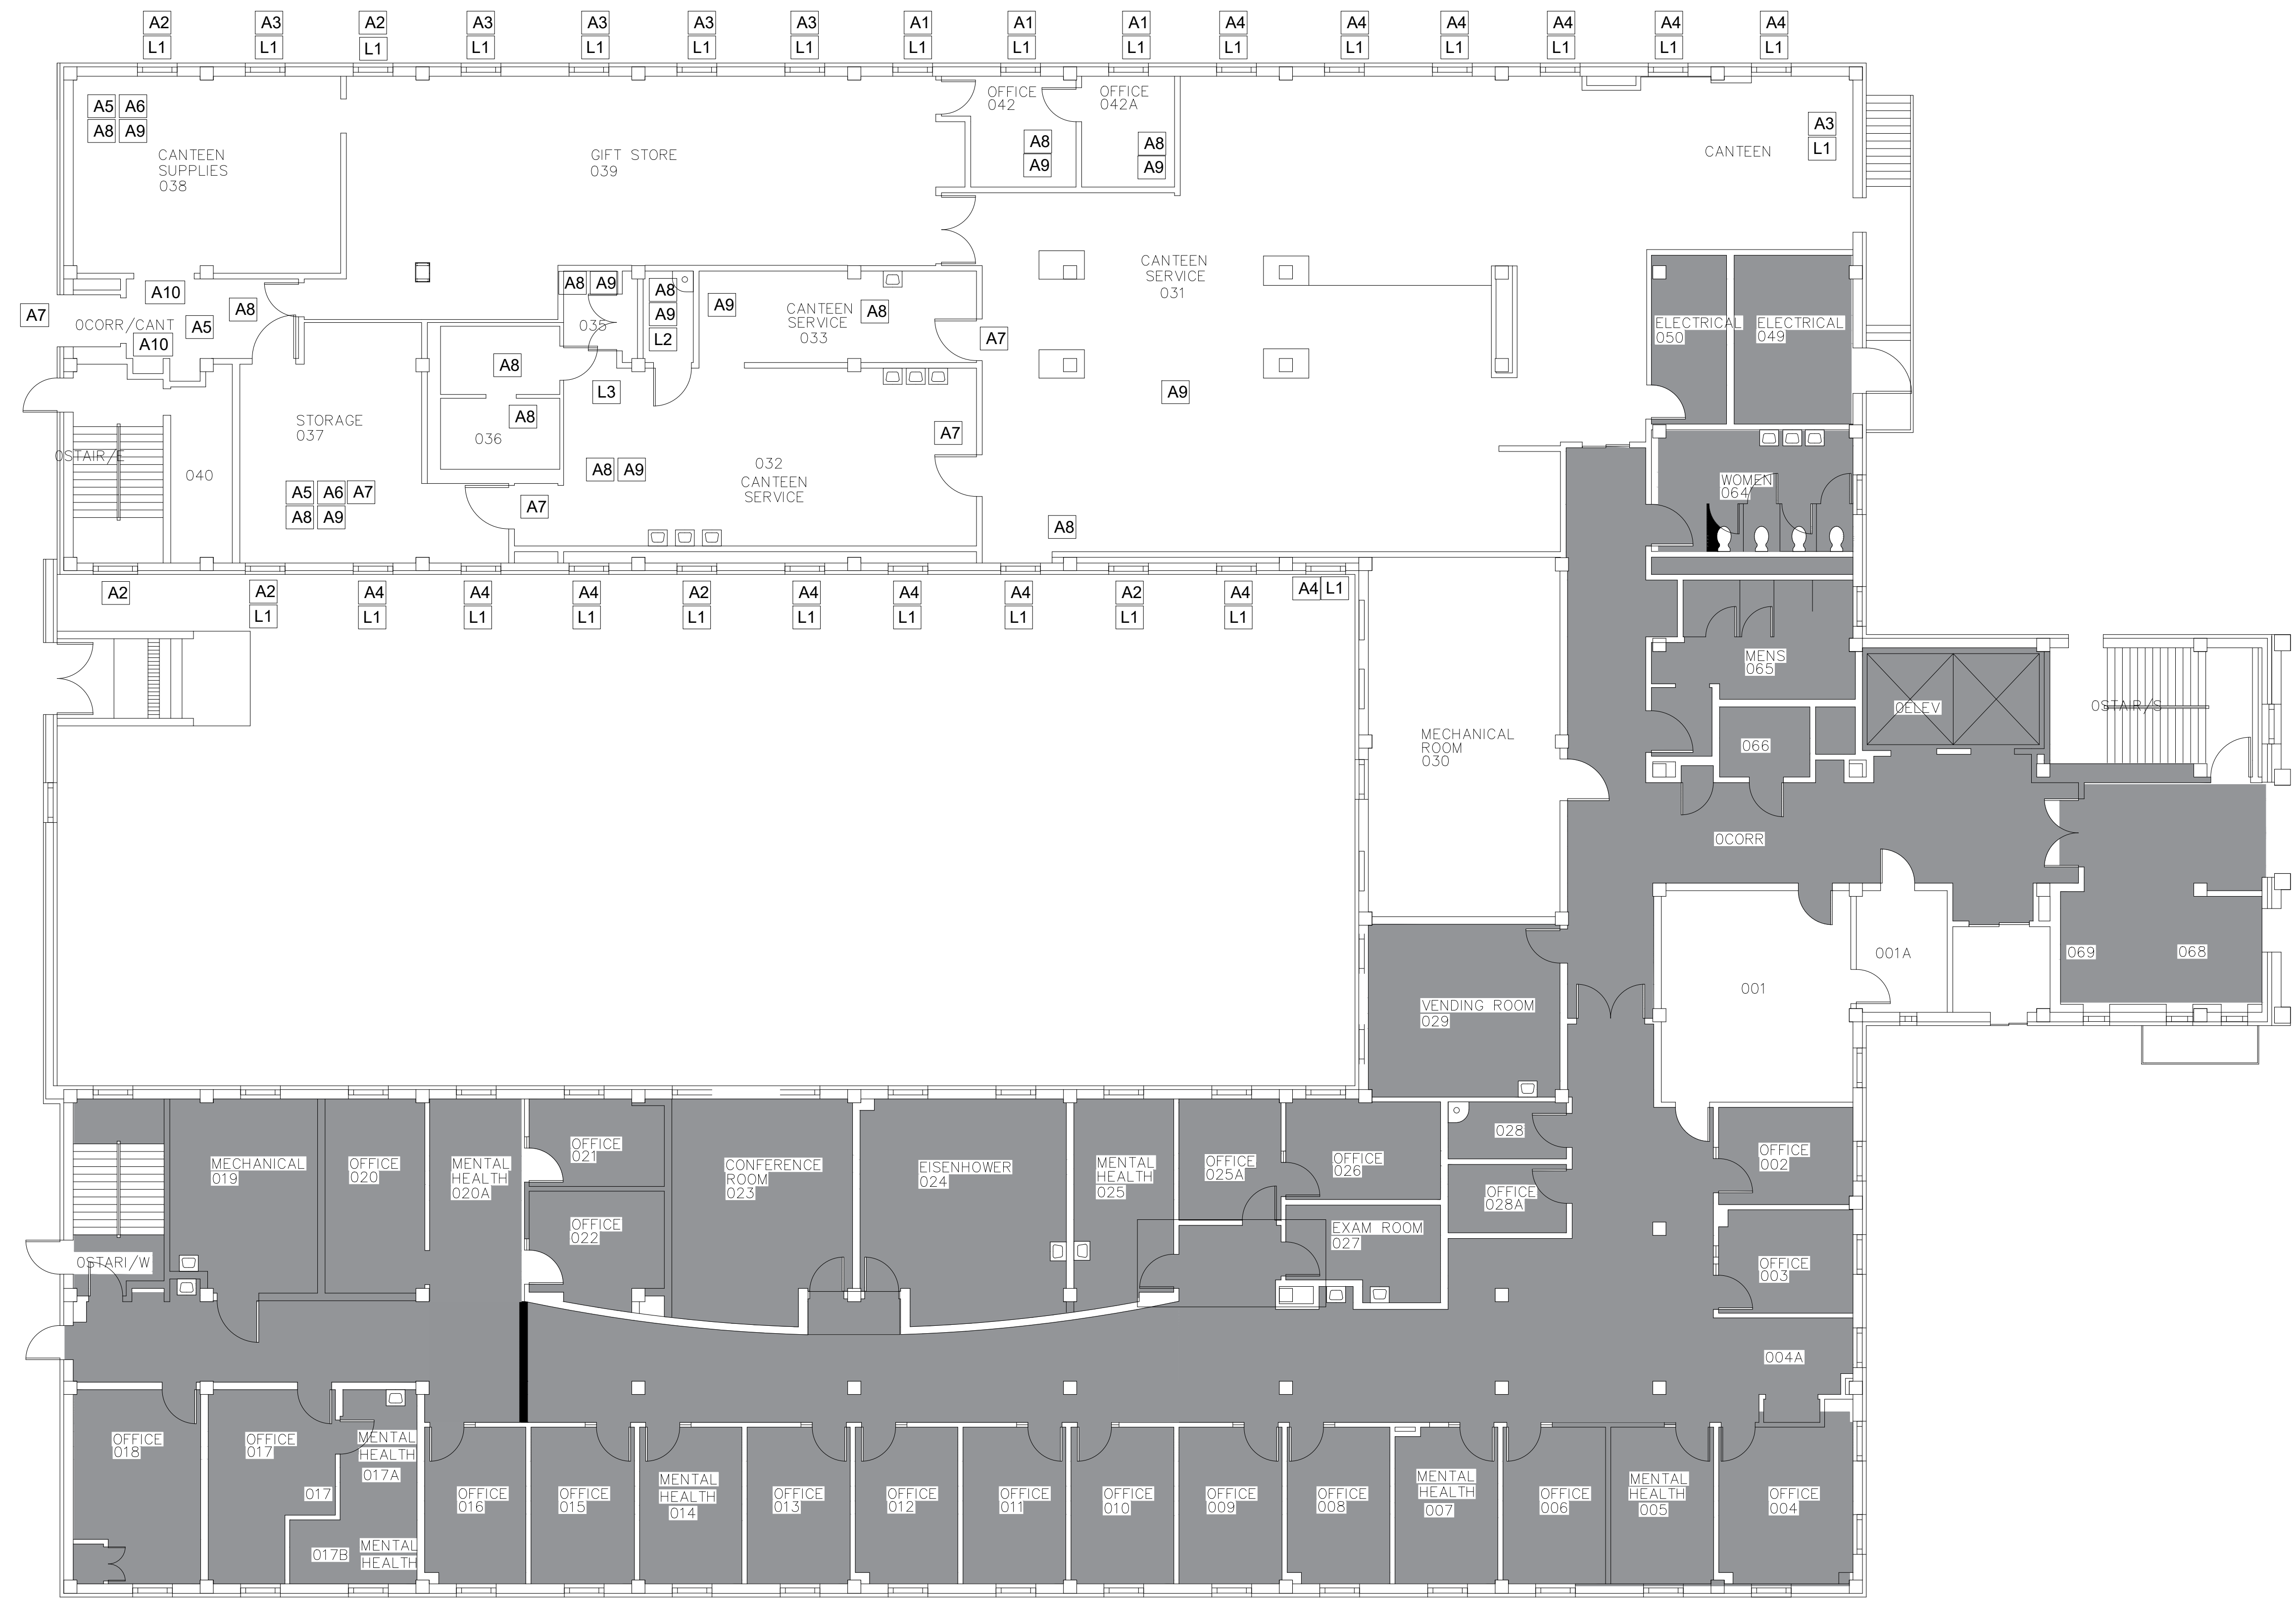 A2 A3 A2 A3 A3 A3 A3 A1 A1 A1 A4 A4 A4 A4 A4 A4
L1 L1 L1 L1 L1 L1 L1 L1 L1 L1 L1 L1 L1 L1 L1 L1
A5 A6
A8 A9
CANTEEN
SUPPLIES
038
GIFT STORE
039
OFFICE
042
A8
A9
OFFICE
042A
A8
A9
CANTEEN
A3
L1
A7
A10
0CORR/CANT
A5
A8
A10
A8 A9
035
A8
A9
L2
A9
CANTEEN
SERVICE
033
A8
A7
CANTEEN
SERVICE
031
ELECTRICAL
050
ELECTRICAL
049
A8
L3
A8
036
A9
STORAGE
037
0STAIR/E
040
A5 A6 A7
A8 A9
A8 A9
032
CANTEEN
SERVICE
A7
A7
A8
WOMEN
064
A2 A2 A4 A4 A4 A2 A4 A4 A4 A2 A4 A4 L1
L1 L1 L1 L1 L1 L1 L1 L1 L1 L1
MENS
065
0ELEV
0STAIR/S
MECHANICAL
ROOM
030
066
0CORR
001
001A
069
068
VENDING ROOM
029
MECHANICAL
019
OFFICE
020
MENTAL
HEALTH
020A
OFFICE
021
OFFICE
022
CONFERENCE
ROOM
023
EISENHOWER
024
MENTAL
HEALTH
025
OFFICE
025A
OFFICE
026
EXAM ROOM
027
028
OFFICE
028A
OFFICE
002
OFFICE
003
0STARI/W
004A
OFFICE
018
OFFICE
017
017
MENTAL
HEALTH
017A
017B
MENTAL
HEALTH
OFFICE
016
OFFICE
015
MENTAL
HEALTH
014
OFFICE
013
OFFICE
012
OFFICE
011
OFFICE
010
OFFICE
009
OFFICE
008
MENTAL
HEALTH
007
OFFICE
006
MENTAL
HEALTH
005
OFFICE
004